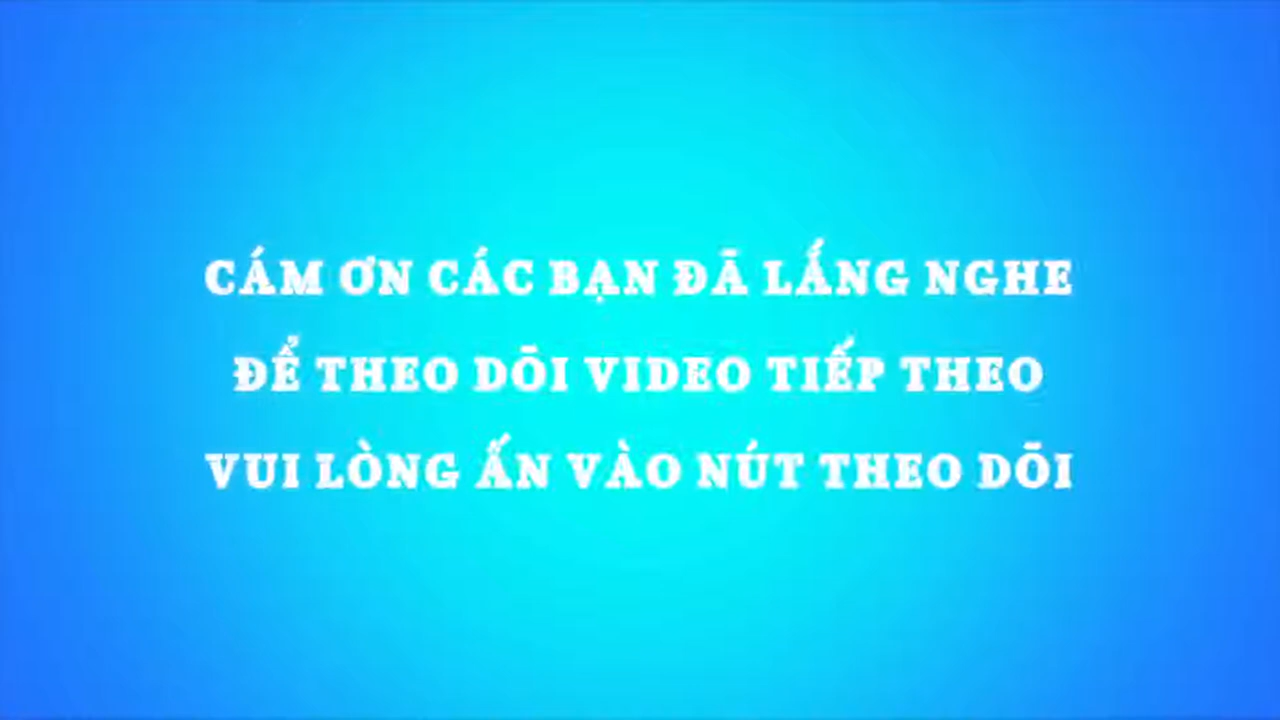 CÁM ƠN CÁC BẠN ĐÃ LẮNG NGHE
ĐỂ THEO DÕI VIDEO TIẾP THEO
VUI LÒNG ẤN VÀO NÚT THEO DÕI